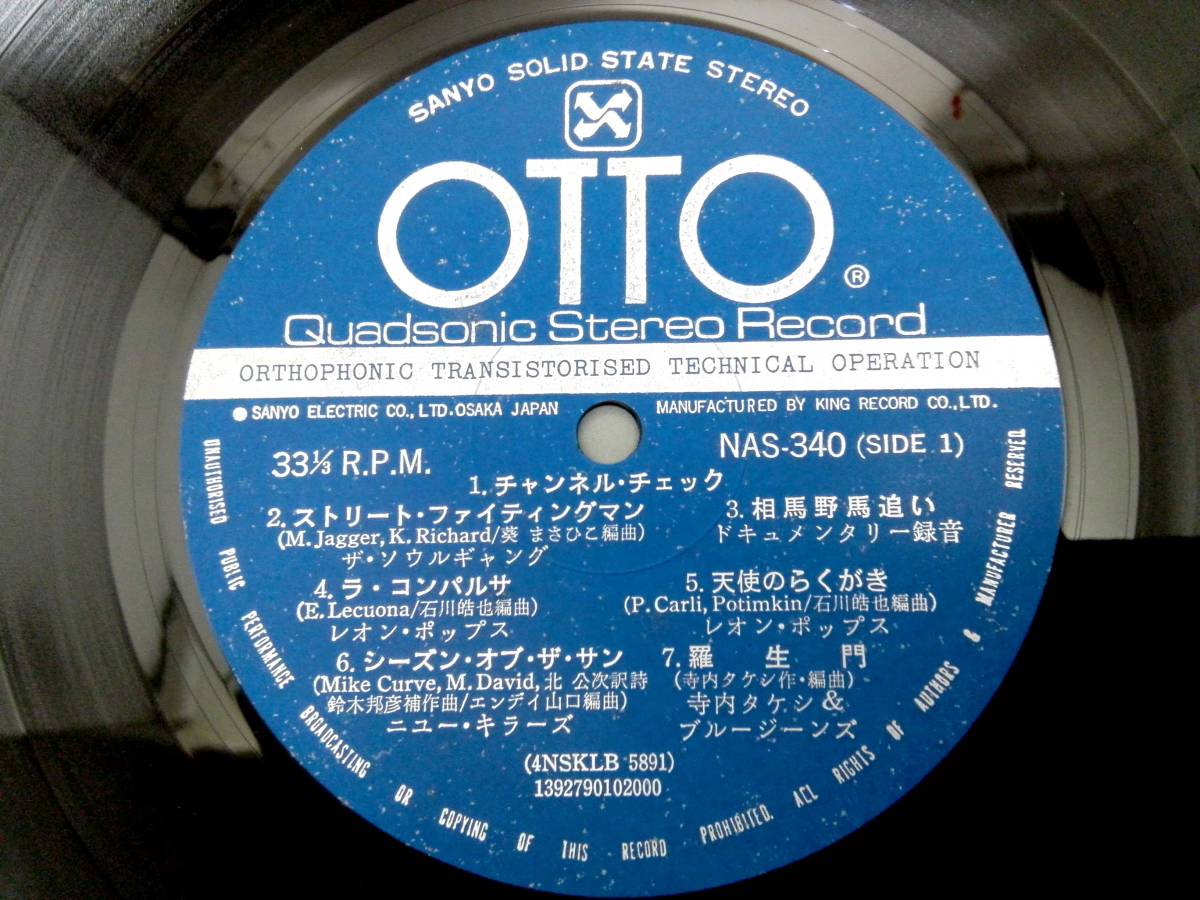 SANYO SOLID STATE STEREO
OTTO®
Quadsonic Stereo Record
ORTHOPHONIC TRANSISTORISED TECHNICAL OPERATION
● SANYO ELECTRIC CO., LTD. OSAKA JAPAN
MANUFACTURED BY KING RECORD CO., LTD.
33⅓ R.P.M.
NAS-340 (SIDE 1)
1. チャンネル・チェック
2. ストリート・ファイティングマン
(M. Jagger, K. Richard/葵 まさひこ編曲)
ザ・ソウルギャング
3. 相馬野馬追い
ドキュメンタリー録音
4. ラ・コンパルサ
(E. Lecuona/石川皓也編曲)
レオン・ポップス
5. 天使のらくがき
(P. Carli, Potimkin/石川皓也編曲)
レオン・ポップス
6. シーズン・オブ・ザ・サン
(Mike Curve, M. David, 北 公次訳詩
鈴木邦彦補作曲/エンディ山口編曲)
ニュー・キラーズ
7. 羅生門
(寺内タケシ作・編曲)
寺内タケシ&
ブルージーンズ
(4NSKLB 5891)
1392790102000
UNAUTHORISED PUBLIC PERFORMANCE BROADCASTING OR COPYING OF THIS RECORD PROHIBITED. ALL RIGHTS OF AUTHORS & MANUFACTURER RESERVED.